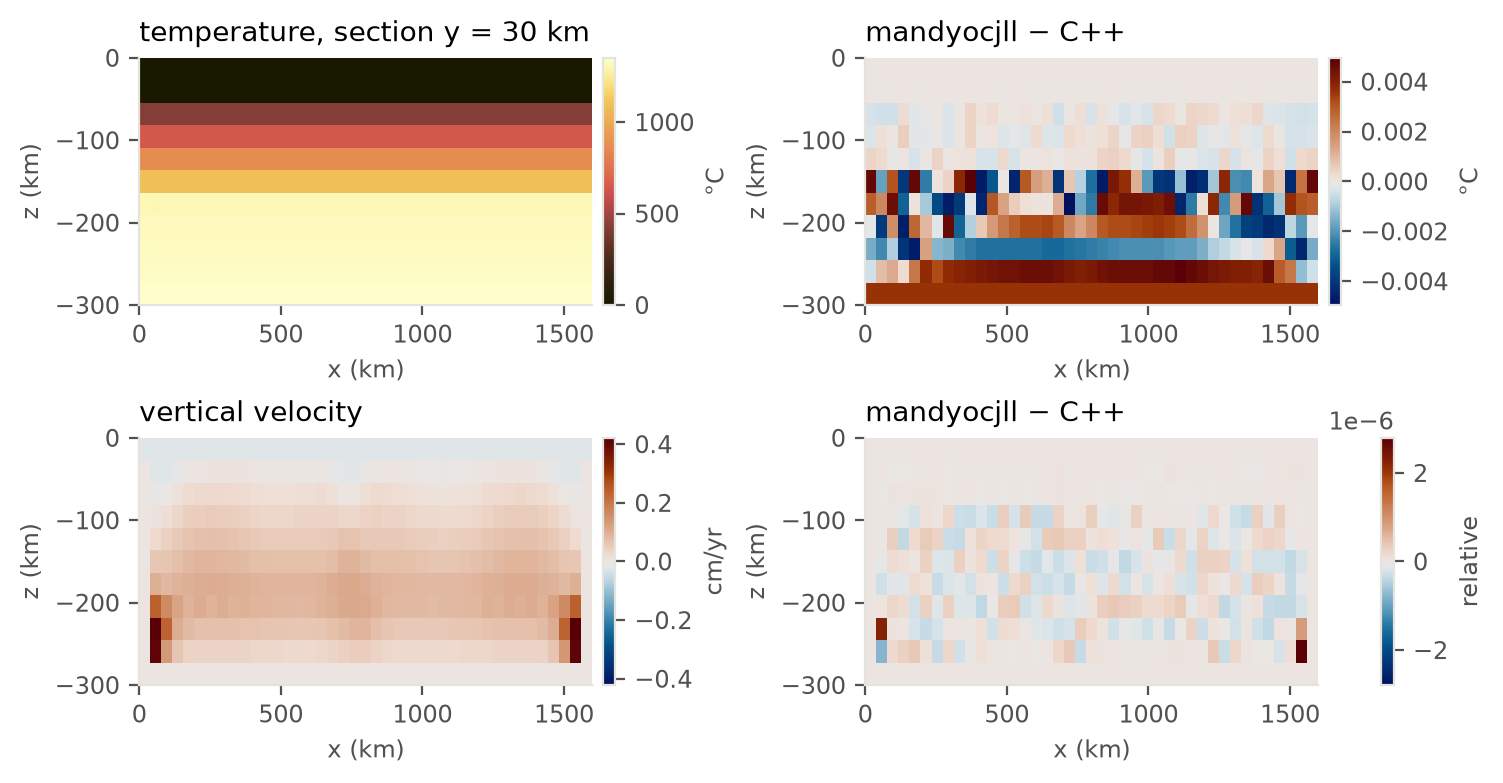 temperature, section y = 30 km
0
−100
−200
−300
z (km)
0
500
1000
1500
x (km)
1000
500
0
°C
mandyocjll − C++
0
−100
−200
−300
z (km)
0
500
1000
1500
x (km)
0.004
0.002
0.000
−0.002
−0.004
°C
vertical velocity
0
−100
−200
−300
z (km)
0
500
1000
1500
x (km)
0.4
0.2
0.0
−0.2
−0.4
cm/yr
mandyocjll − C++
0
−100
−200
−300
z (km)
0
500
1000
1500
x (km)
1e−6
2
0
−2
relative